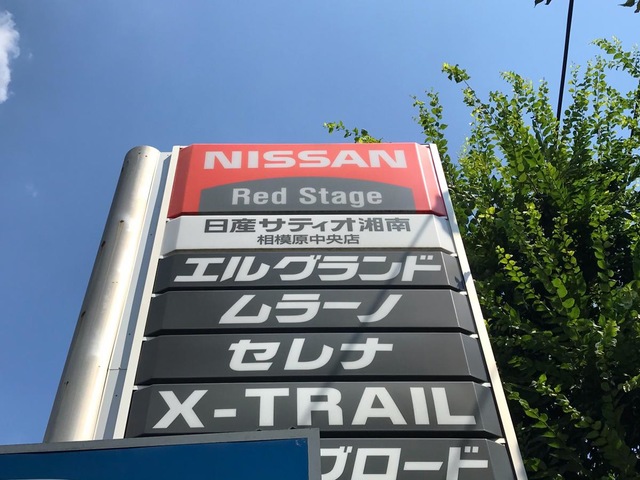 NISSAN
Red Stage
日産サティオ湘南
相模原中央店
エルグランド
ムラーノ
セレナ
X-TRAIL
ブロード